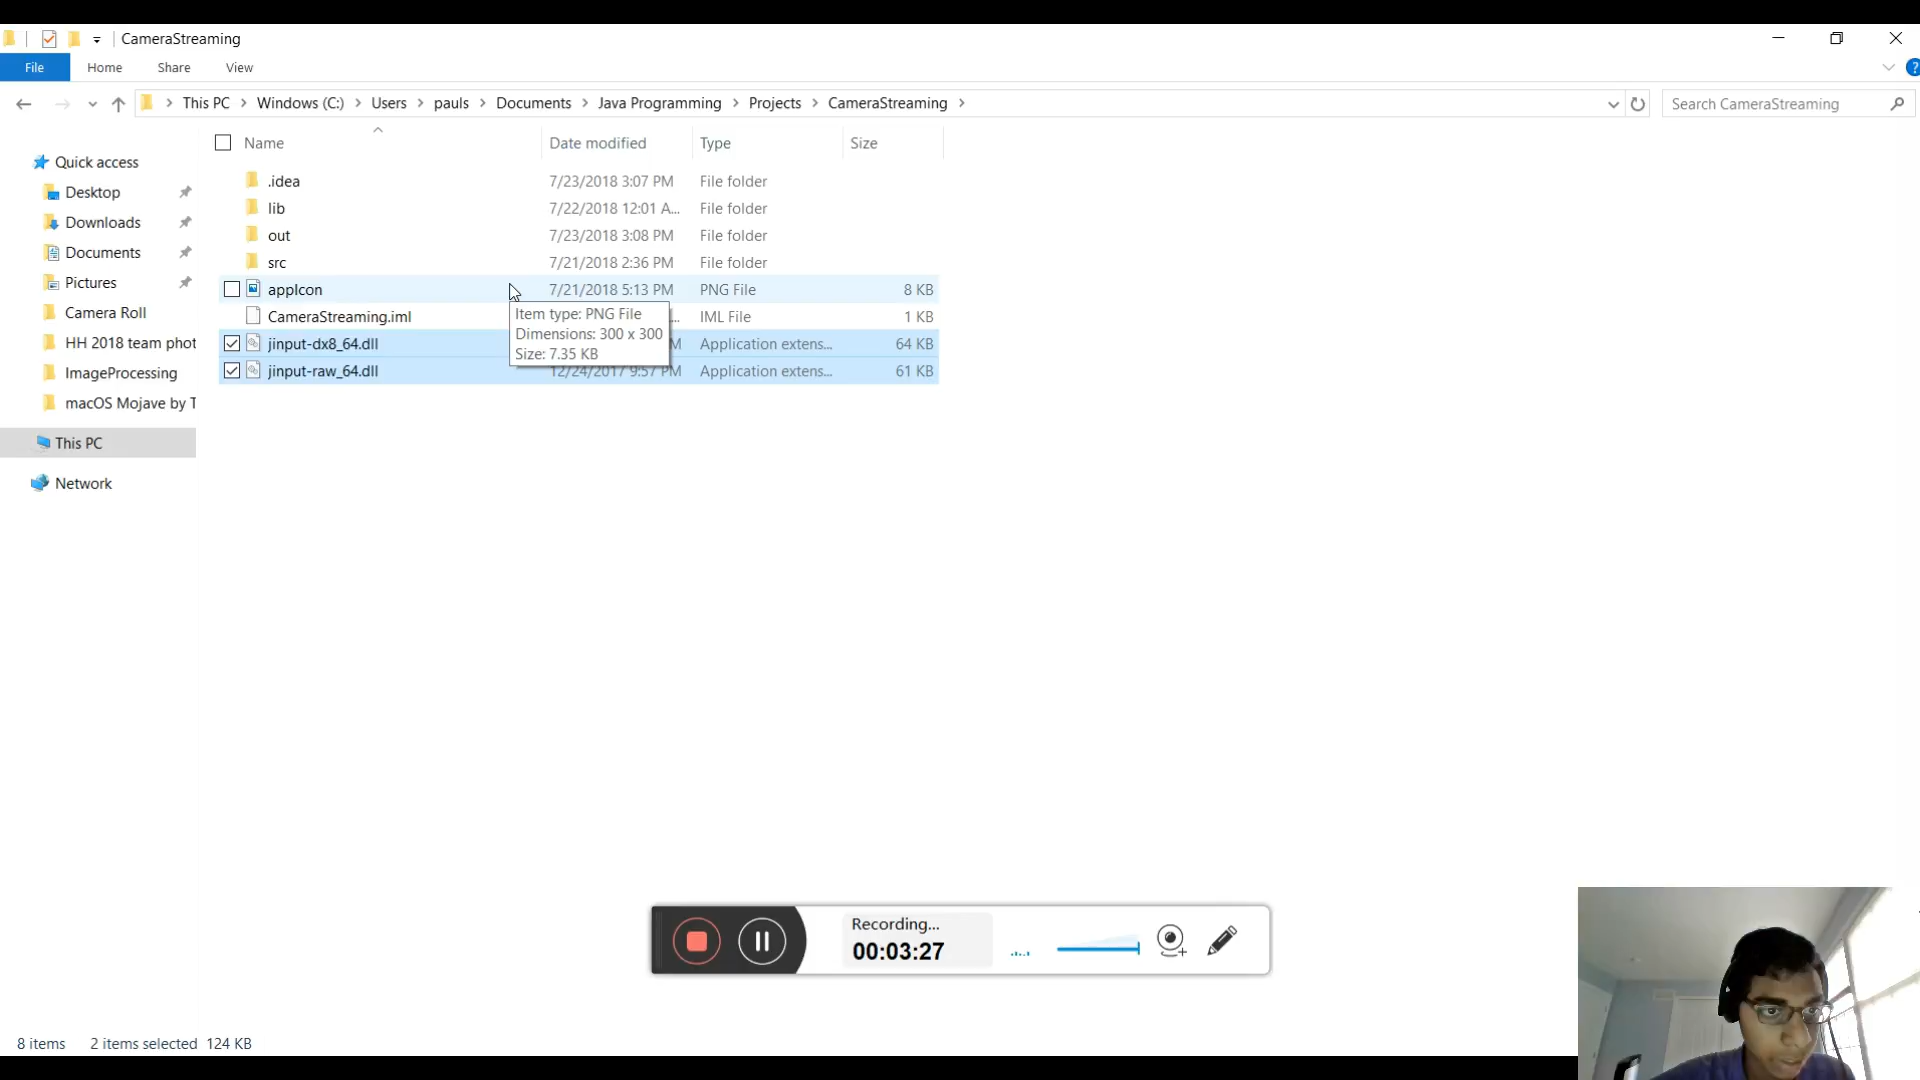 CameraStreaming
File Home Share View
This PC Windows (C:) Users pauls Documents Java Programming Projects CameraStreaming
Search CameraStreaming
Name Date modified Type Size
Quick access
Desktop
Downloads
Documents
Pictures
Camera Roll
HH 2018 team phot
ImageProcessing
macOS Mojave by T
This PC
Network
.idea 7/23/2018 3:07 PM File folder
lib 7/22/2018 12:01 A... File folder
out 7/23/2018 3:08 PM File folder
src 7/21/2018 2:36 PM File folder
appIcon 7/21/2018 5:13 PM PNG File 8 KB
CameraStreaming.iml ... IML File 1 KB
jinput-dx8_64.dll M Application extens... 64 KB
jinput-raw_64.dll 12/24/2017 9:57 PM Application extens... 61 KB
Item type: PNG File
Dimensions: 300 x 300
Size: 7.35 KB
Recording...
00:03:27
8 items 2 items selected 124 KB